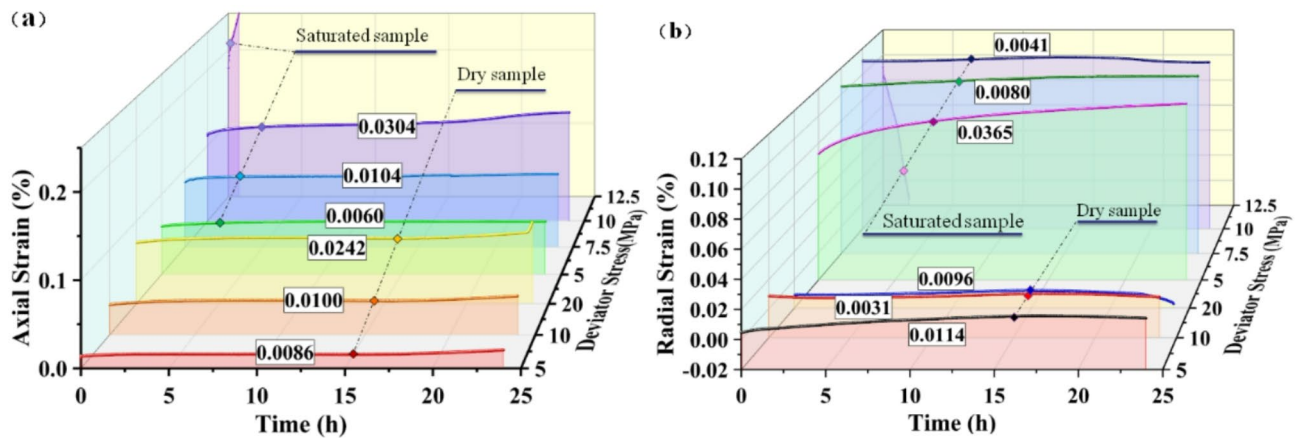 (a)
Saturated sample
Dry sample
0.0304
0.0104
0.0060
0.0242
0.0100
0.0086
0.2
0.1
0.0
Axial Strain (%)
0 5 10 15 20 25
Time (h)
5 10 20 5 7.5 10 12.5
Deviator Stress(MPa)
(b)
0.0041
0.0080
0.0365
Saturated sample
Dry sample
0.0096
0.0031
0.0114
0.12
0.10
0.08
0.06
0.04
0.02
0.00
-0.02
Radial Strain (%)
0 5 10 15 20 25
Time (h)
5 10 20 5 7.5 10 12.5
Deviator Stress (MPa)